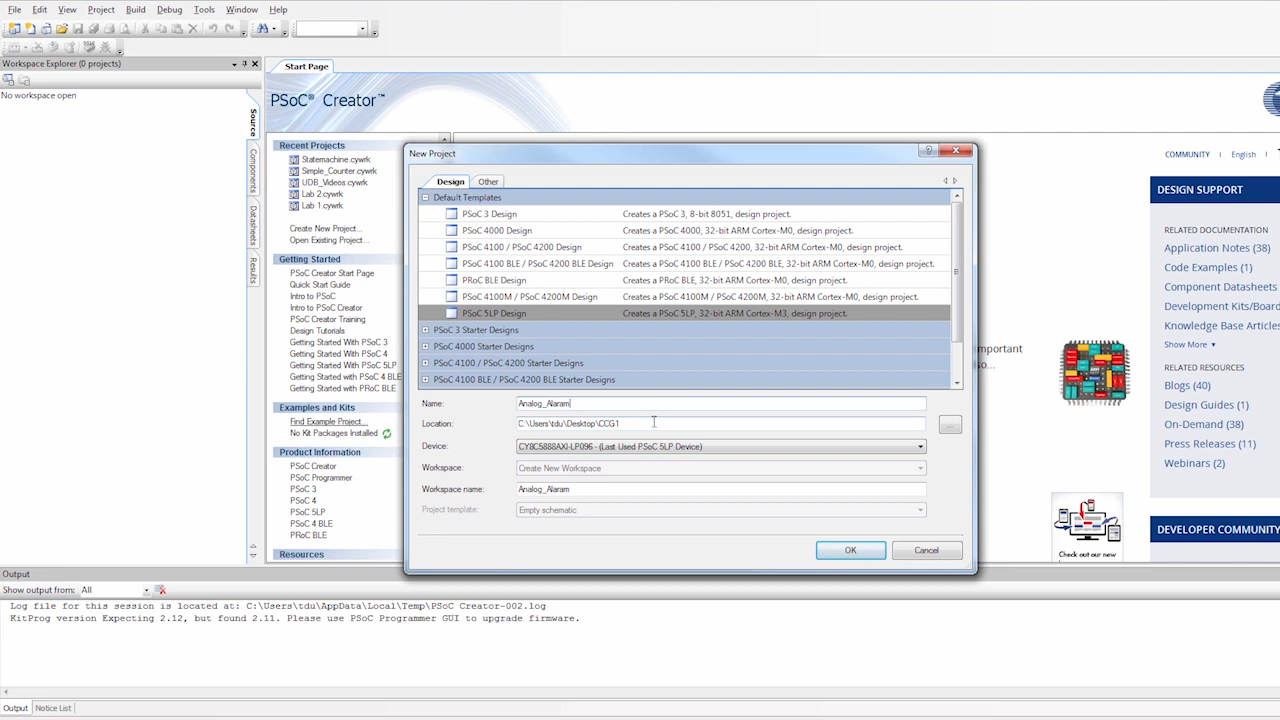 File Edit View Project Build Debug Tools Window Help
Workspace Explorer (0 projects)
No workspace open
Source
Components
Datasheets
Results
Start Page
PSoC® Creator™
Recent Projects
Statemachine.cywrk
Simple_Counter.cywrk
UDB_Videos.cywrk
Lab 2.cywrk
Lab 1.cywrk
Create New Project...
Open Existing Project...
Getting Started
PSoC Creator Start Page
Quick Start Guide
Intro to PSoC
Intro to PSoC Creator
PSoC Creator Training
Design Tutorials
Getting Started With PSoC 3
Getting Started With PSoC 4
Getting Started With PSoC 5LP
Getting Started with PSoC 4 BLE
Getting Started with PRoC BLE
Examples and Kits
Find Example Project...
No Kit Packages Installed
Product Information
PSoC Creator
PSoC Programmer
PSoC 3
PSoC 4
PSoC 5LP
PSoC 4 BLE
PRoC BLE
Resources
New Project
Design Other
Default Templates
PSoC 3 Design Creates a PSoC 3, 8-bit 8051, design project.
PSoC 4000 Design Creates a PSoC 4000, 32-bit ARM Cortex-M0, design project.
PSoC 4100 / PSoC 4200 Design Creates a PSoC 4100 / PSoC 4200, 32-bit ARM Cortex-M0, design project.
PSoC 4100 BLE / PSoC 4200 BLE Design Creates a PSoC 4100 BLE / PSoC 4200 BLE, 32-bit ARM Cortex-M0, design project.
PRoC BLE Design Creates a PRoC BLE, 32-bit ARM Cortex-M0, design project.
PSoC 4100M / PSoC 4200M Design Creates a PSoC 4100M / PSoC 4200M, 32-bit ARM Cortex-M0, design project.
PSoC 5LP Design Creates a PSoC 5LP, 32-bit ARM Cortex-M3, design project.
PSoC 3 Starter Designs
PSoC 4000 Starter Designs
PSoC 4100 / PSoC 4200 Starter Designs
PSoC 4100 BLE / PSoC 4200 BLE Starter Designs
Name: Analog_Alaram
Location: C:\Users\tdu\Desktop\CCG1
...
Device: CY8C5888AXI-LP096 - (Last Used PSoC 5LP Device)
Workspace: Create New Workspace
Workspace name: Analog_Alaram
Project template: Empty schematic
OK Cancel
COMMUNITY English
DESIGN SUPPORT
RELATED DOCUMENTATION
Application Notes (38)
Code Examples (1)
Component Datasheets
Development Kits/Board
Knowledge Base Articles
Show More
RELATED RESOURCES
Blogs (40)
Design Guides (1)
On-Demand (38)
Press Releases (11)
Webinars (2)
DEVELOPER COMMUNITY
important
Check out our new
Output
Show output from: All
Log file for this session is located at: C:\Users\tdu\AppData\Local\Temp\PSoC Creator-002.log
KitProg version Expecting 2.12, but found 2.11. Please use PSoC Programmer GUI to upgrade firmware.
Output Notice List